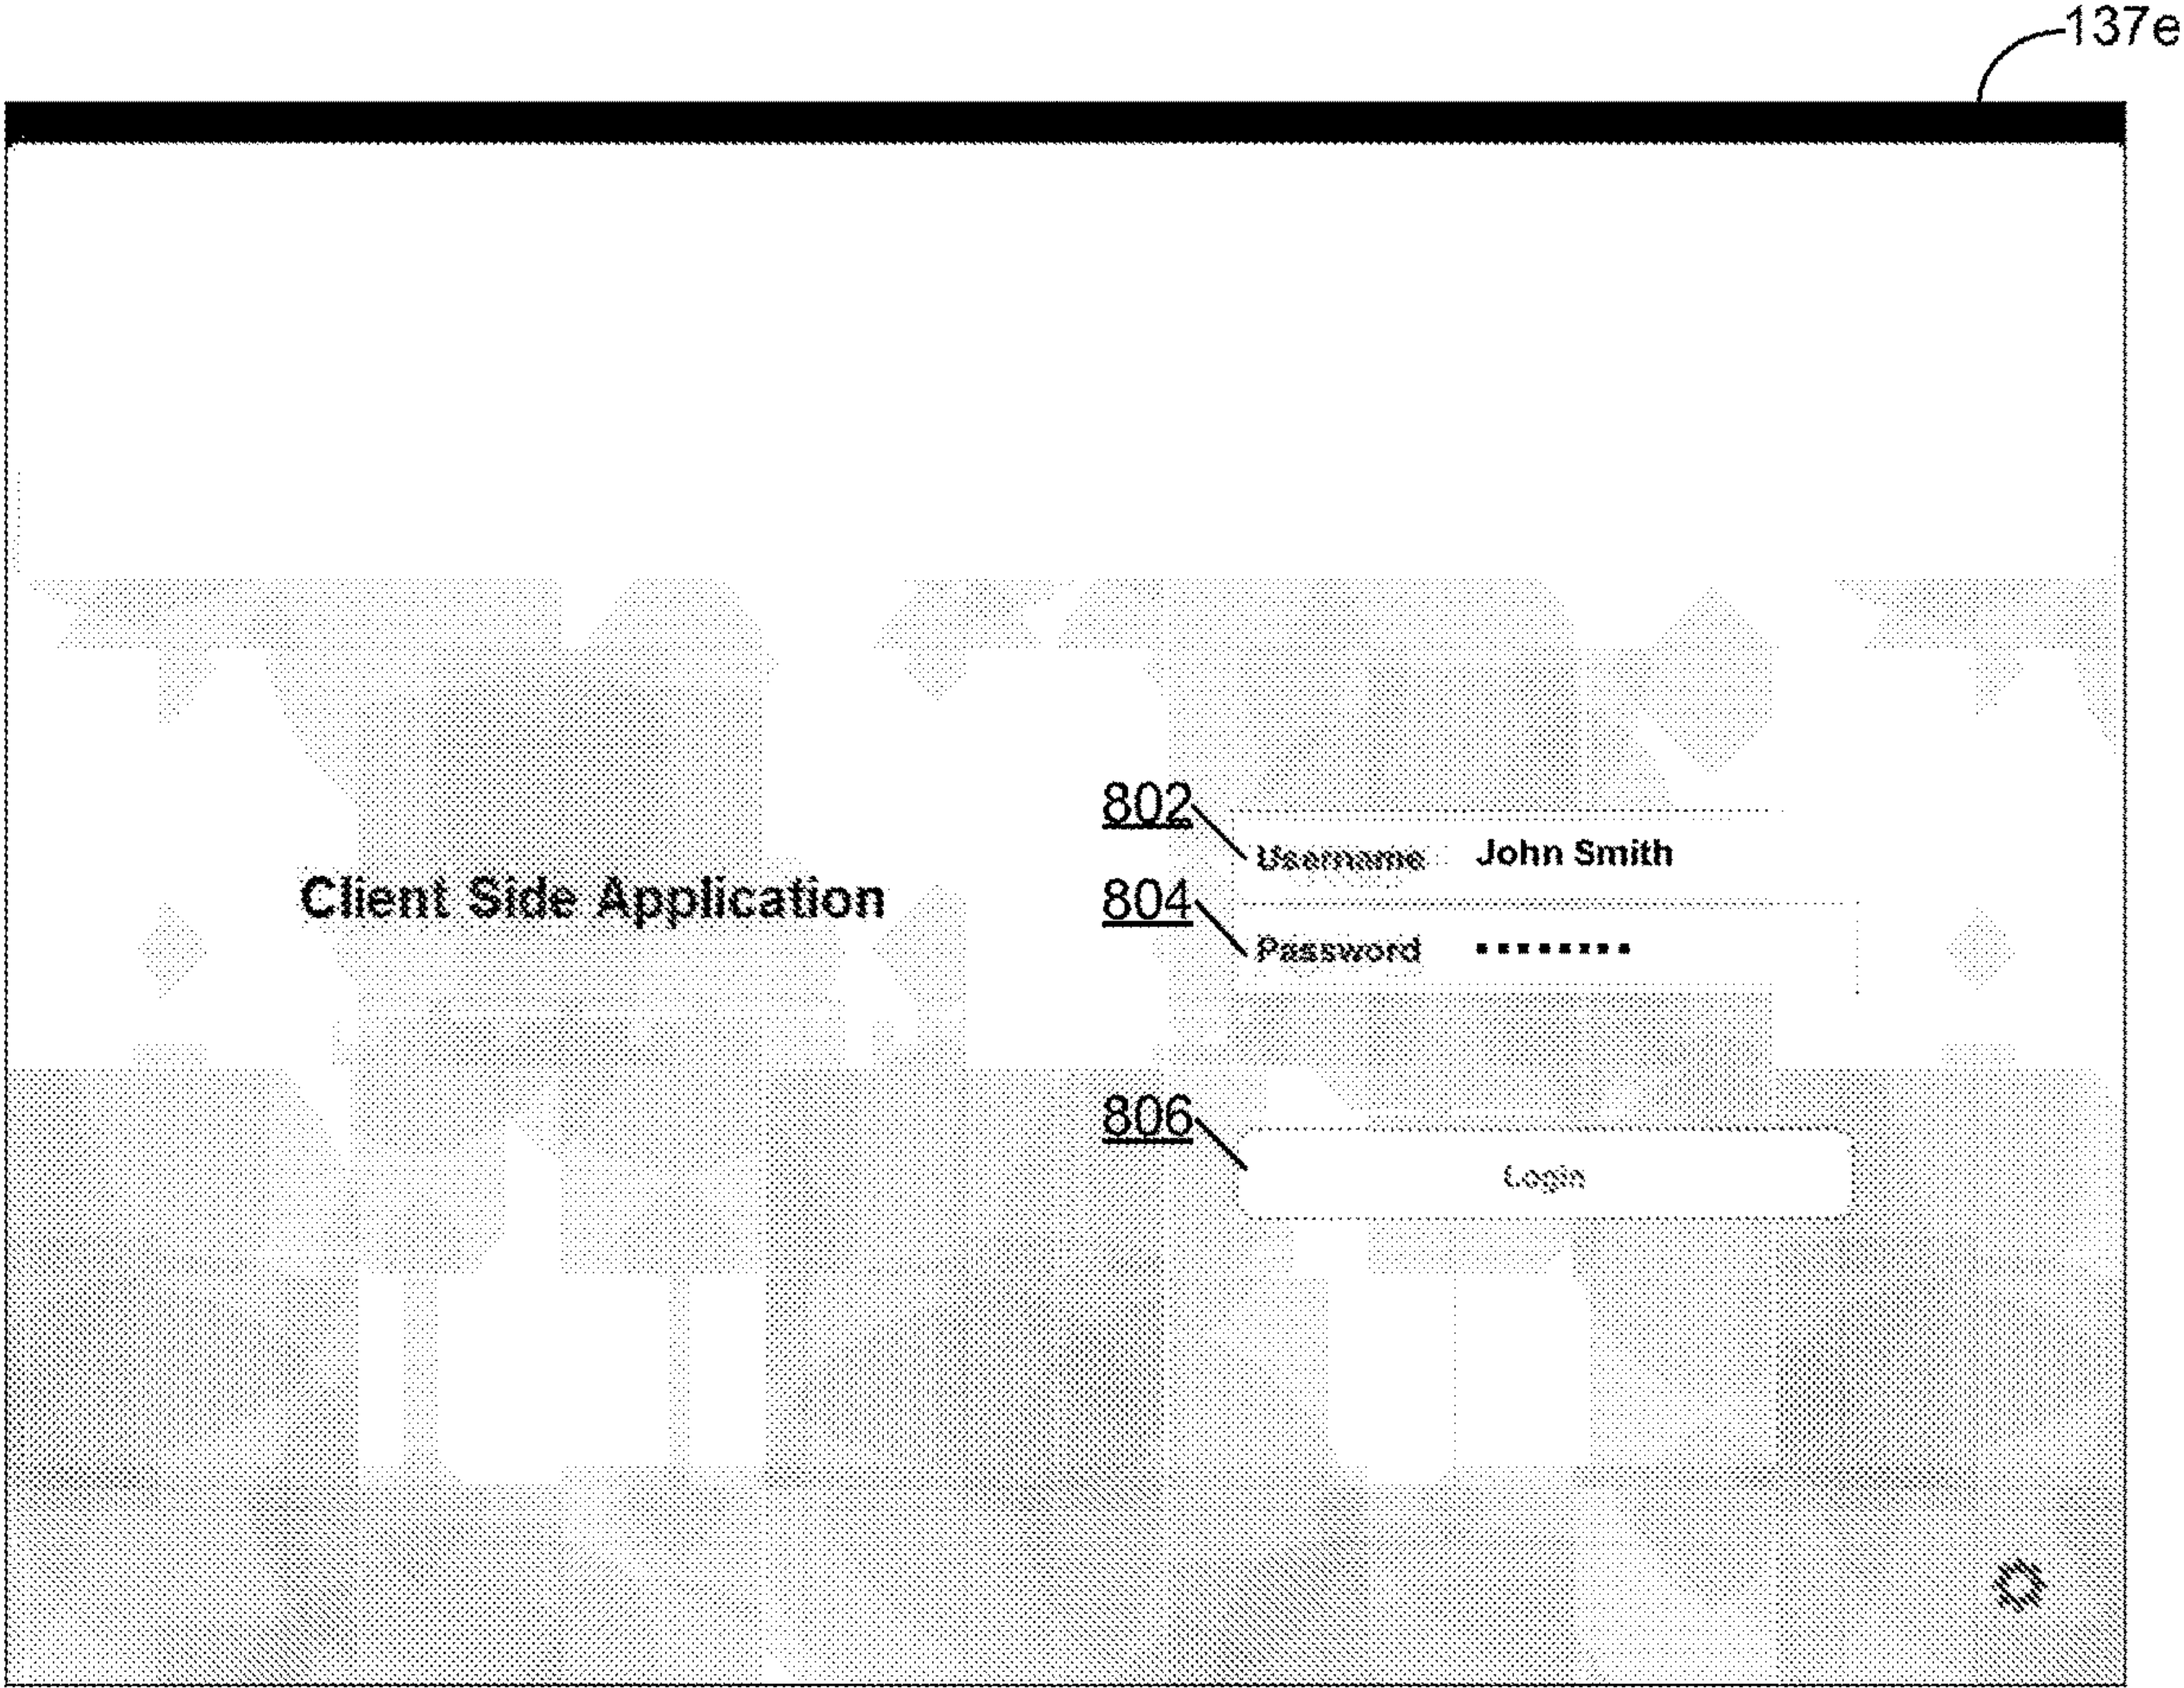 137e
802
Username John Smith
Client Side Application
804
Password ▪▪▪▪▪▪▪▪
806
Login